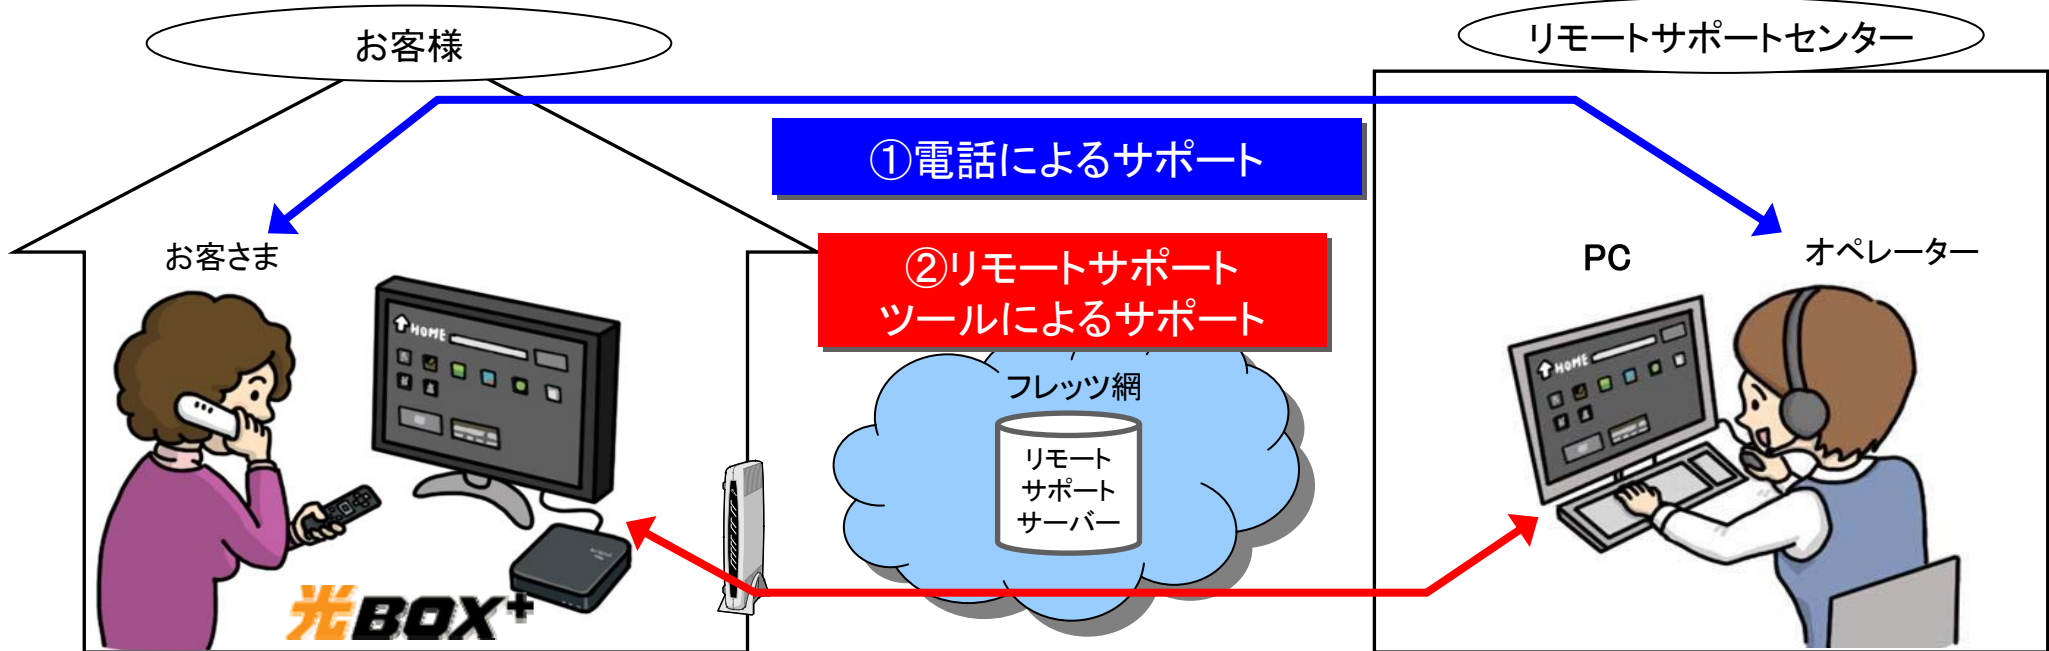 お客様
リモートサポートセンター
①電話によるサポート
②リモートサポート
ツールによるサポート
お客さま
PC
オペレーター
HOME
HOME
フレッツ網
リモート
サポート
サーバー
光BOX+